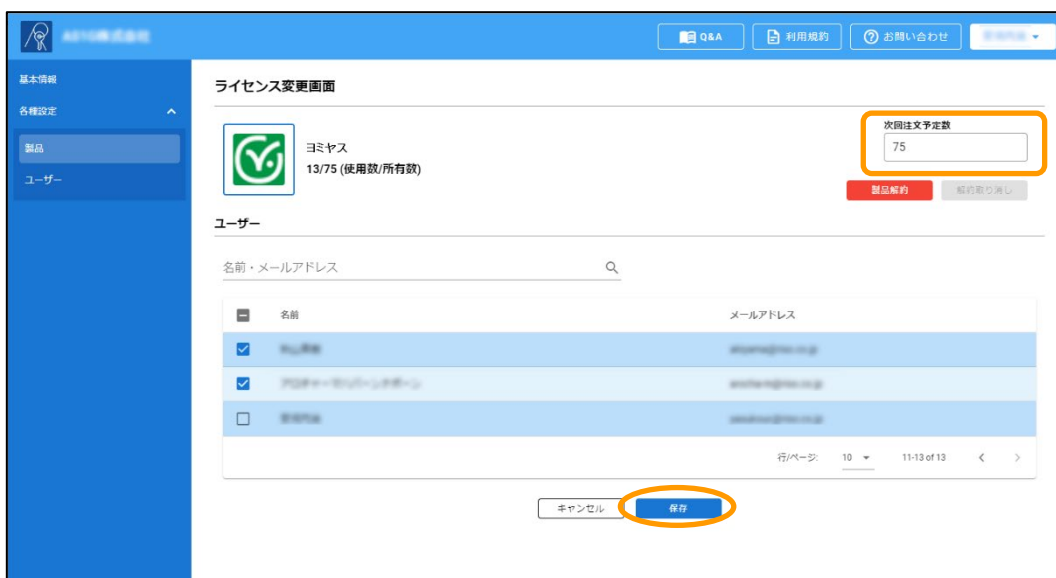 Q&A
利用規約
お問い合わせ
基本情報
各種設定
製品
ユーザー
ライセンス変更画面
ヨミヤス
13/75 (使用数/所有数)
次回注文予定数
75
製品解約
解約取り消し
ユーザー
名前・メールアドレス
名前
メールアドレス
行/ページ:
10
11-13 of 13
キャンセル
保存